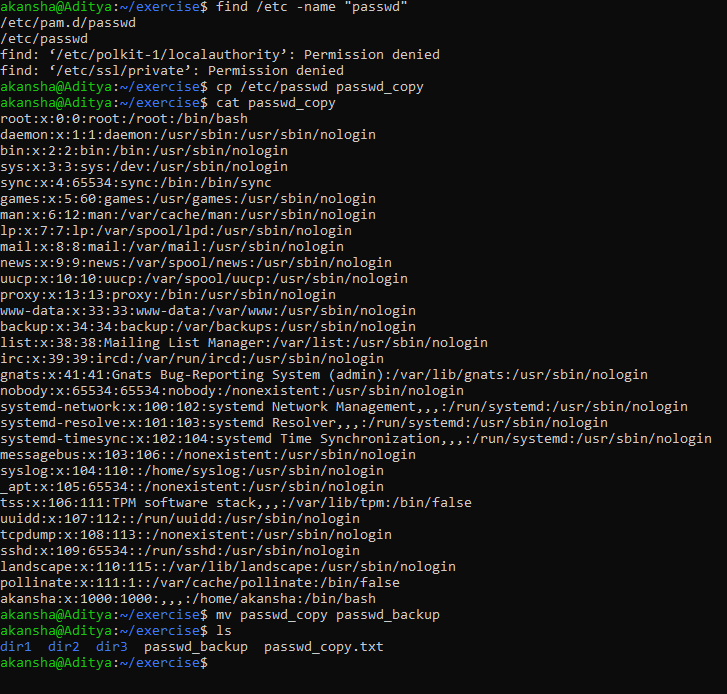 akansha@Aditya:~/exercise$ find /etc -name "passwd"
/etc/pam.d/passwd
/etc/passwd
find: ‘/etc/polkit-1/localauthority’: Permission denied
find: ‘/etc/ssl/private’: Permission denied
akansha@Aditya:~/exercise$ cp /etc/passwd passwd_copy
akansha@Aditya:~/exercise$ cat passwd_copy
root:x:0:0:root:/root:/bin/bash
daemon:x:1:1:daemon:/usr/sbin:/usr/sbin/nologin
bin:x:2:2:bin:/bin:/usr/sbin/nologin
sys:x:3:3:sys:/dev:/usr/sbin/nologin
sync:x:4:65534:sync:/bin:/bin/sync
games:x:5:60:games:/usr/games:/usr/sbin/nologin
man:x:6:12:man:/var/cache/man:/usr/sbin/nologin
lp:x:7:7:lp:/var/spool/lpd:/usr/sbin/nologin
mail:x:8:8:mail:/var/mail:/usr/sbin/nologin
news:x:9:9:news:/var/spool/news:/usr/sbin/nologin
uucp:x:10:10:uucp:/var/spool/uucp:/usr/sbin/nologin
proxy:x:13:13:proxy:/bin:/usr/sbin/nologin
www-data:x:33:33:www-data:/var/www:/usr/sbin/nologin
backup:x:34:34:backup:/var/backups:/usr/sbin/nologin
list:x:38:38:Mailing List Manager:/var/list:/usr/sbin/nologin
irc:x:39:39:ircd:/var/run/ircd:/usr/sbin/nologin
gnats:x:41:41:Gnats Bug-Reporting System (admin):/var/lib/gnats:/usr/sbin/nologin
nobody:x:65534:65534:nobody:/nonexistent:/usr/sbin/nologin
systemd-network:x:100:102:systemd Network Management,,,:/run/systemd:/usr/sbin/nologin
systemd-resolve:x:101:103:systemd Resolver,,,:/run/systemd:/usr/sbin/nologin
systemd-timesync:x:102:104:systemd Time Synchronization,,,:/run/systemd:/usr/sbin/nologin
messagebus:x:103:106::/nonexistent:/usr/sbin/nologin
syslog:x:104:110::/home/syslog:/usr/sbin/nologin
_apt:x:105:65534::/nonexistent:/usr/sbin/nologin
tss:x:106:111:TPM software stack,,,:/var/lib/tpm:/bin/false
uuidd:x:107:112::/run/uuidd:/usr/sbin/nologin
tcpdump:x:108:113::/nonexistent:/usr/sbin/nologin
sshd:x:109:65534::/run/sshd:/usr/sbin/nologin
landscape:x:110:115::/var/lib/landscape:/usr/sbin/nologin
pollinate:x:111:1::/var/cache/pollinate:/bin/false
akansha:x:1000:1000:,,,:/home/akansha:/bin/bash
akansha@Aditya:~/exercise$ mv passwd_copy passwd_backup
akansha@Aditya:~/exercise$ ls
dir1  dir2  dir3  passwd_backup  passwd_copy.txt
akansha@Aditya:~/exercise$